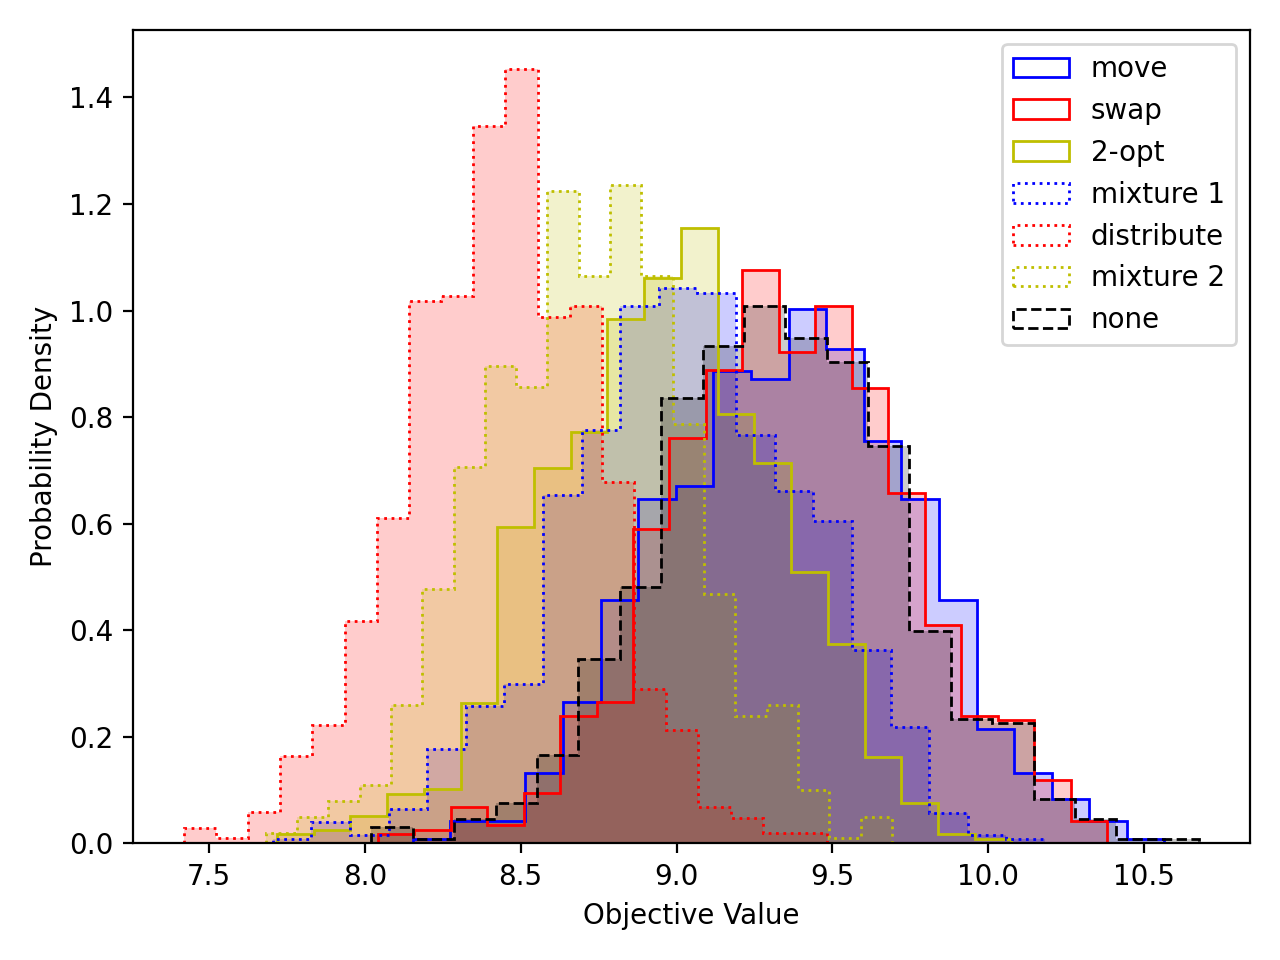 move
swap
2-opt
mixture 1
distribute
mixture 2
none
Probability Density
1.4
1.2
1.0
0.8
0.6
0.4
0.2
0.0
7.5 8.0 8.5 9.0 9.5 10.0 10.5
Objective Value